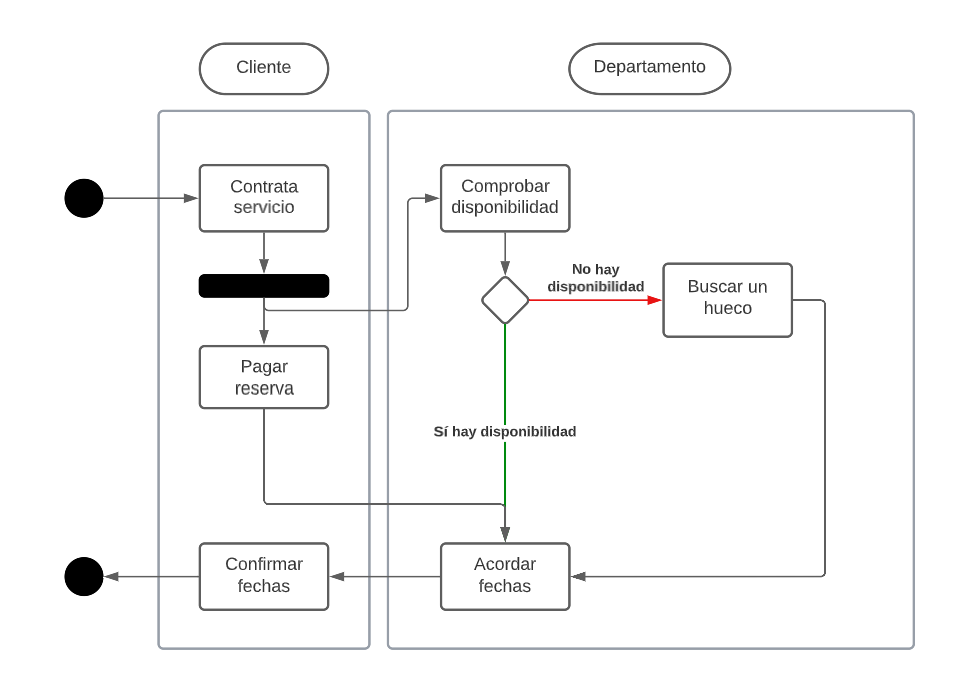 Cliente
Departamento
Contrata
servicio
Comprobar
disponibilidad
No hay
disponibilidad
Buscar un
hueco
Pagar
reserva
Sí hay disponibilidad
Confirmar
fechas
Acordar
fechas